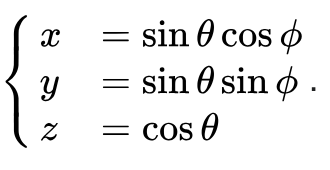 x = sin θ cos ϕ
y = sin θ sin ϕ .
z = cos θ